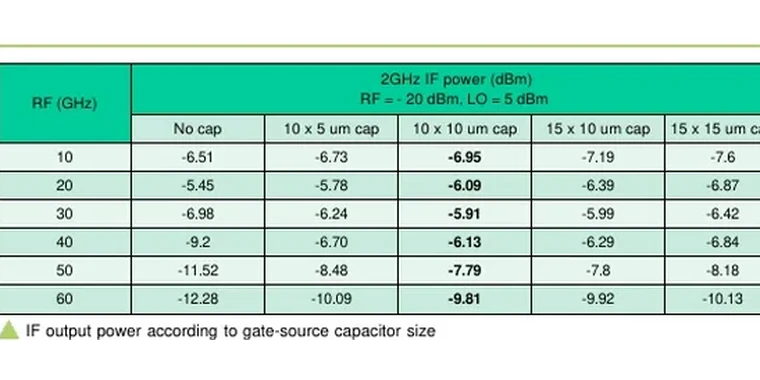 RF (GHz)
2GHz IF power (dBm)
RF = - 20 dBm, LO = 5 dBm
No cap 10 x 5 um cap 10 x 10 um cap 15 x 10 um cap 15 x 15 um ca
10 -6.51 -6.73 -6.95 -7.19 -7.6
20 -5.45 -5.78 -6.09 -6.39 -6.87
30 -6.98 -6.24 -5.91 -5.99 -6.42
40 -9.2 -6.70 -6.13 -6.29 -6.84
50 -11.52 -8.48 -7.79 -7.8 -8.18
60 -12.28 -10.09 -9.81 -9.92 -10.13
IF output power according to gate-source capacitor size